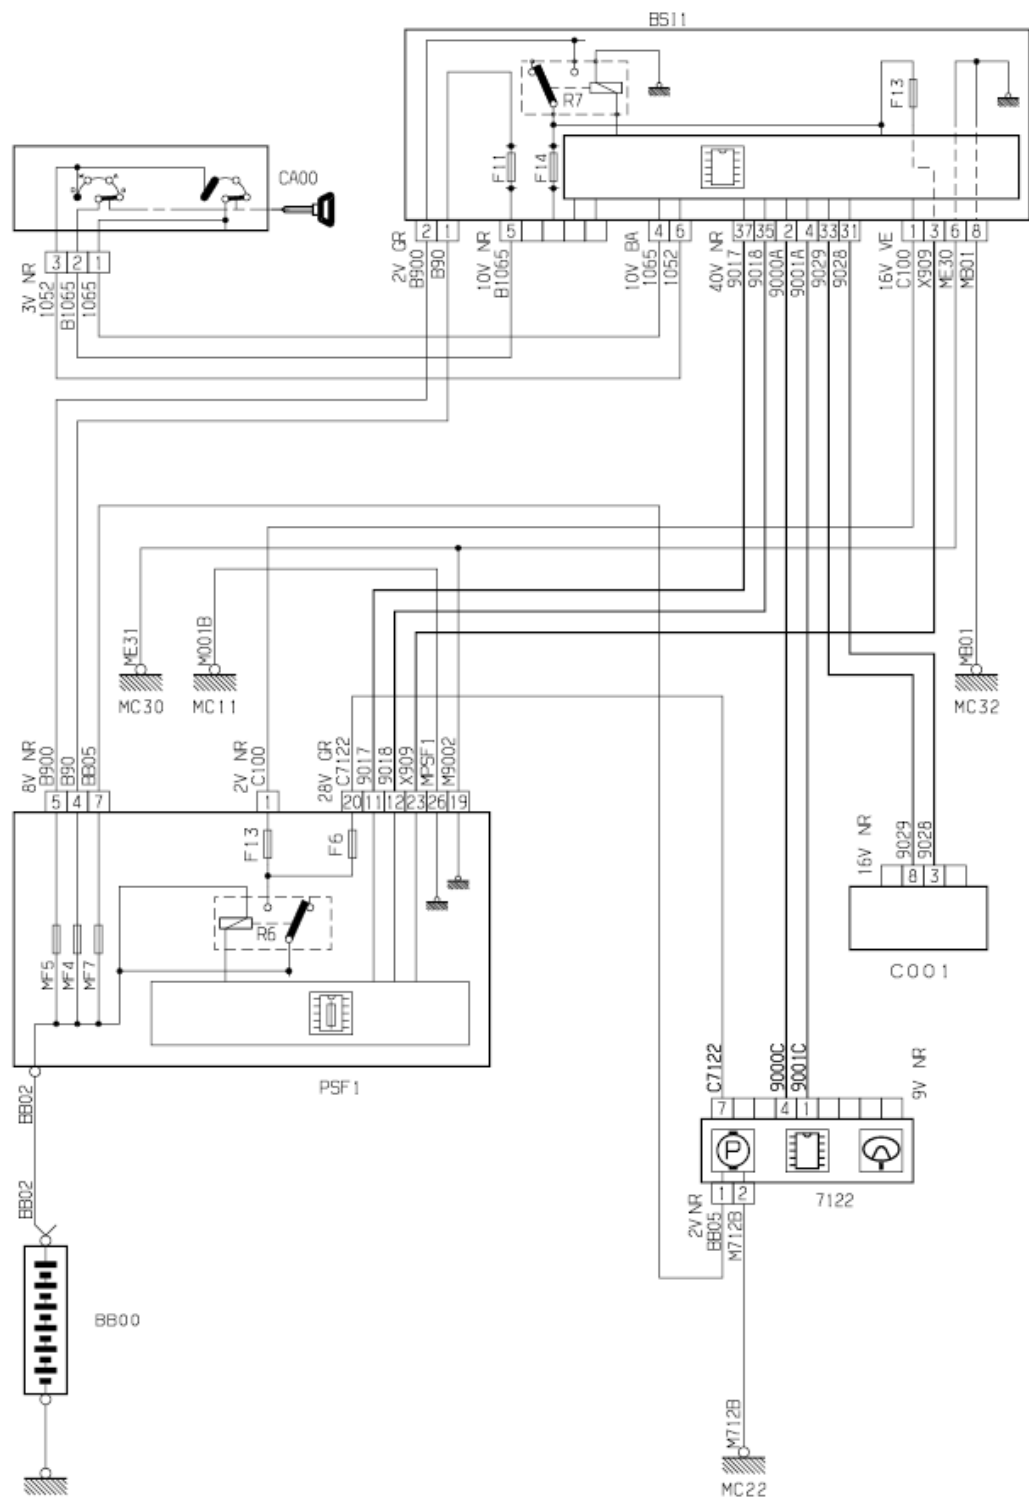 BSI1
R7
F13
F11
F14
CA00
3 2 1
3V NR
1052
B1065
1065
2 1
2V GR
B900
B90
5
10V NR
B1065
4 6
10V BA
1065
1052
37 35 2 4 33 31
40V NR
9017
9018
9000A
9001A
9029
9028
1 3 6 8
16V VE
C100
X909
ME30
MB01
ME31
MC30
M001B
MC11
MB01
MC32
8V NR
B900
B90
BB05
5 4 7
2V NR
C100
1
28V GR
C7122
9017
9018
X909
MPSF1
M9002
20 11 12 23 26 19
F13
F6
R6
MF5
MF4
MF7
PSF1
16V NR
9029
9028
8 3
C001
BB02
BB02
BB00
C7122
9000C
9001C
9V NR
7 4 1
P
7122
1 2
2V NR
BB05
M712B
M712B
MC22